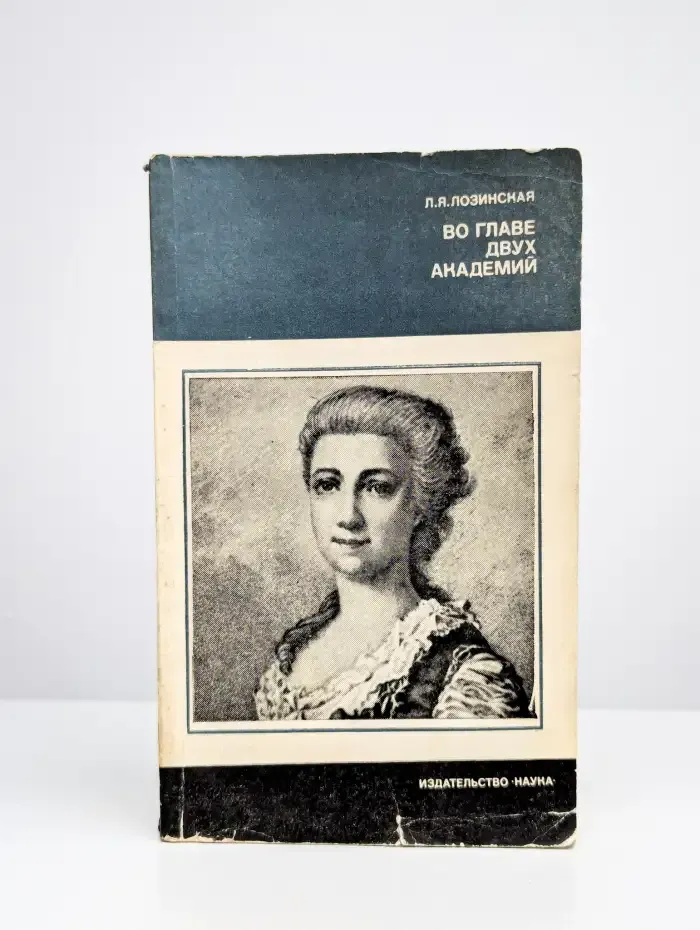 Л.Я.ЛОЗИНСКАЯ
ВО ГЛАВЕ
ДВУХ
АКАДЕМИЙ
ИЗДАТЕЛЬСТВО «НАУКА»